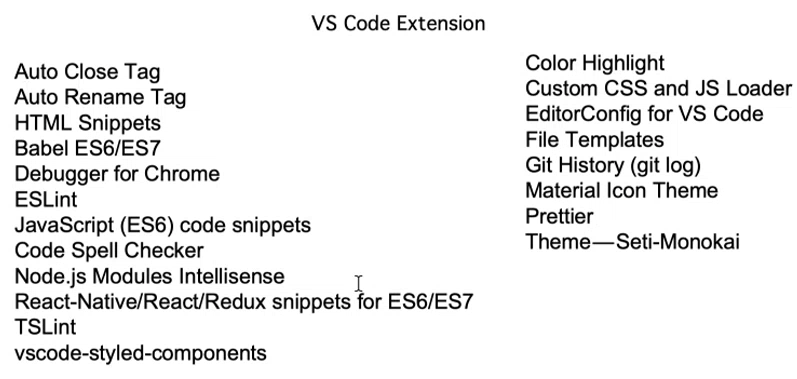 VS Code Extension
Auto Close Tag
Auto Rename Tag
HTML Snippets
Babel ES6/ES7
Debugger for Chrome
ESLint
JavaScript (ES6) code snippets
Code Spell Checker
Node.js Modules Intellisense
React-Native/React/Redux snippets for ES6/ES7
TSLint
vscode-styled-components
Color Highlight
Custom CSS and JS Loader
EditorConfig for VS Code
File Templates
Git History (git log)
Material Icon Theme
Prettier
Theme—Seti-Monokai